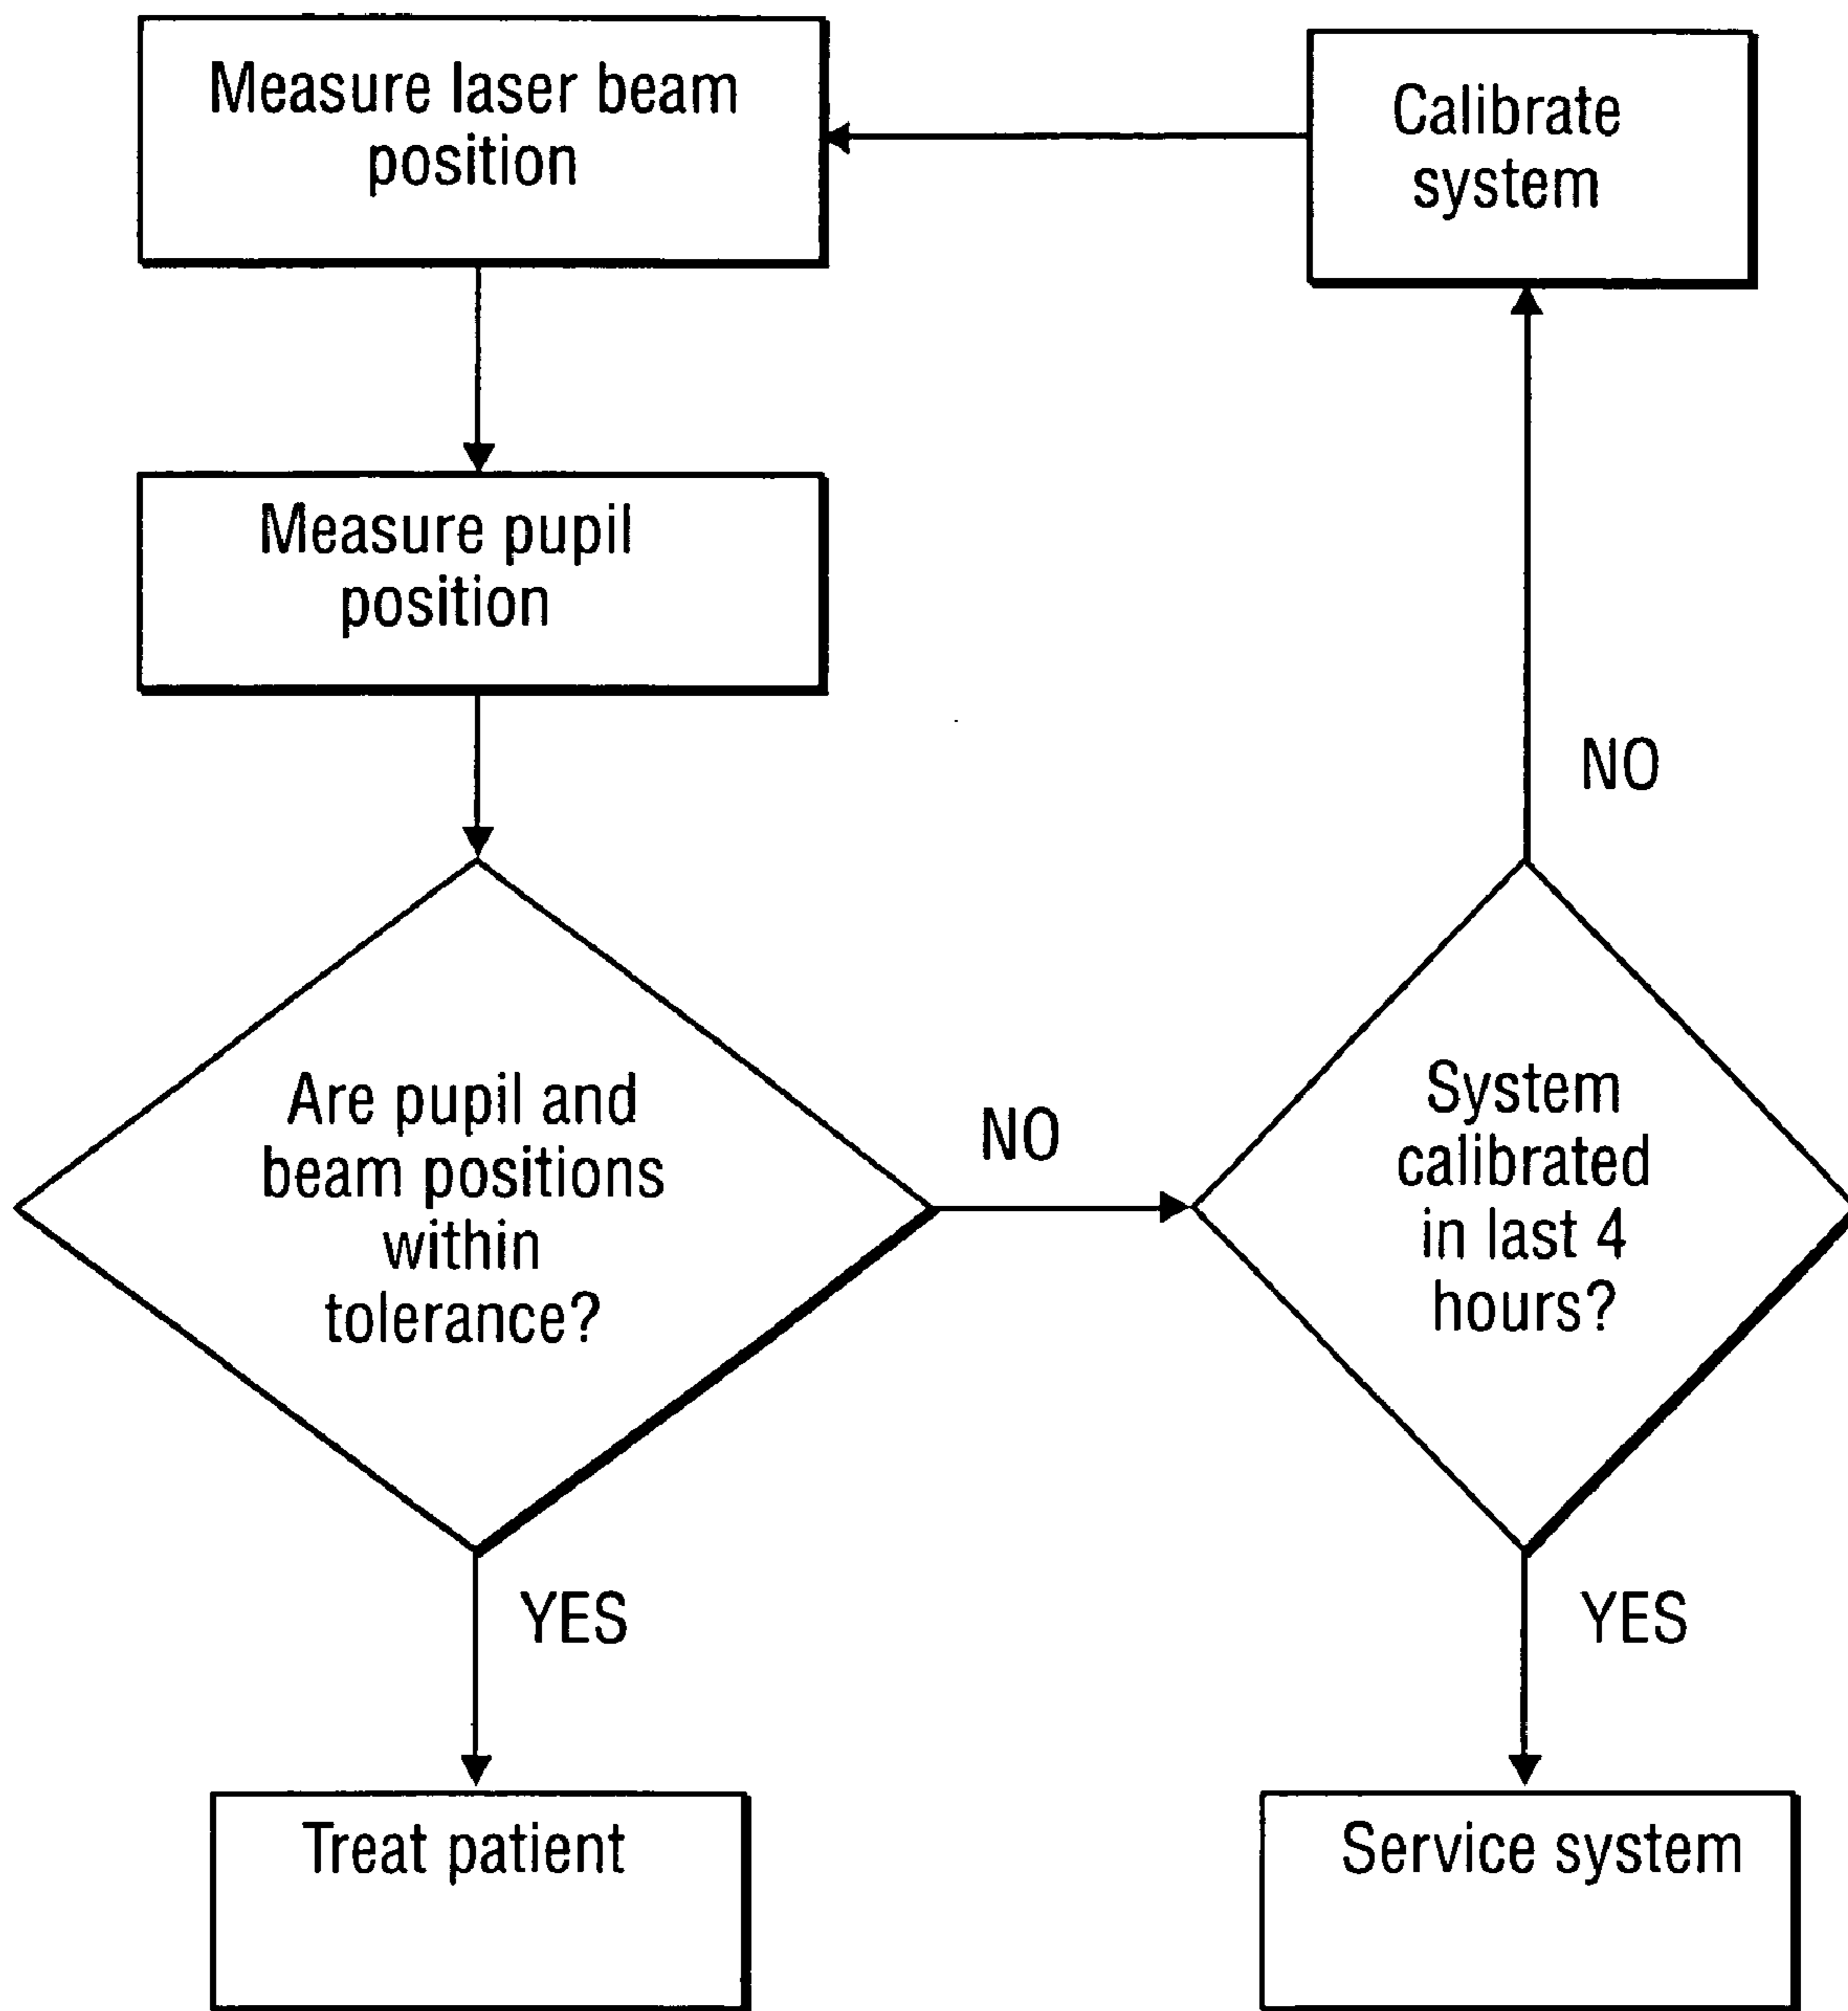 Measure laser beam
position
Calibrate
system
Measure pupil
position
NO
Are pupil and
beam positions
within
tolerance?
NO
System
calibrated
in last 4
hours?
YES
YES
Treat patient
Service system